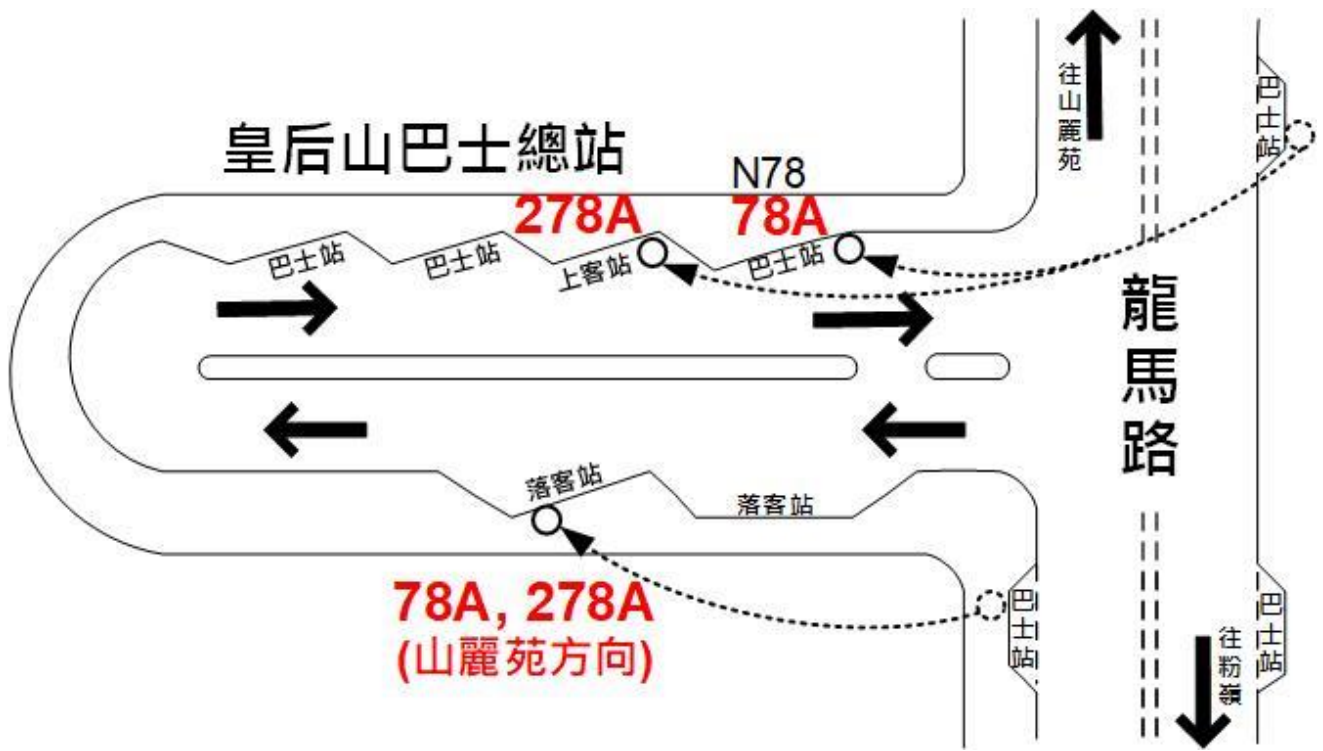 皇后山巴士總站
N78
278A
78A
巴士站
巴士站
上客站
巴士站
往山麗苑
巴士站
龍馬路
落客站
落客站
78A, 278A
(山麗苑方向)
巴士站
往粉嶺
巴士站